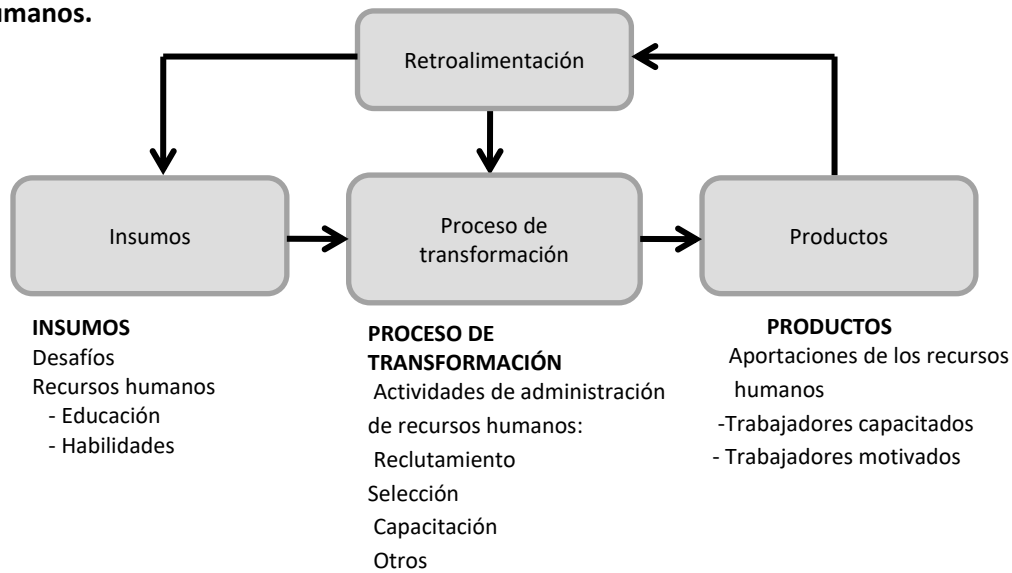 umanos.
Retroalimentación
Insumos
Proceso de
transformación
Productos
INSUMOS
Desafíos
Recursos humanos
- Educación
- Habilidades
PROCESO DE
TRANSFORMACIÓN
Actividades de administración
de recursos humanos:
Reclutamiento
Selección
Capacitación
Otros
PRODUCTOS
Aportaciones de los recursos
humanos
-Trabajadores capacitados
- Trabajadores motivados